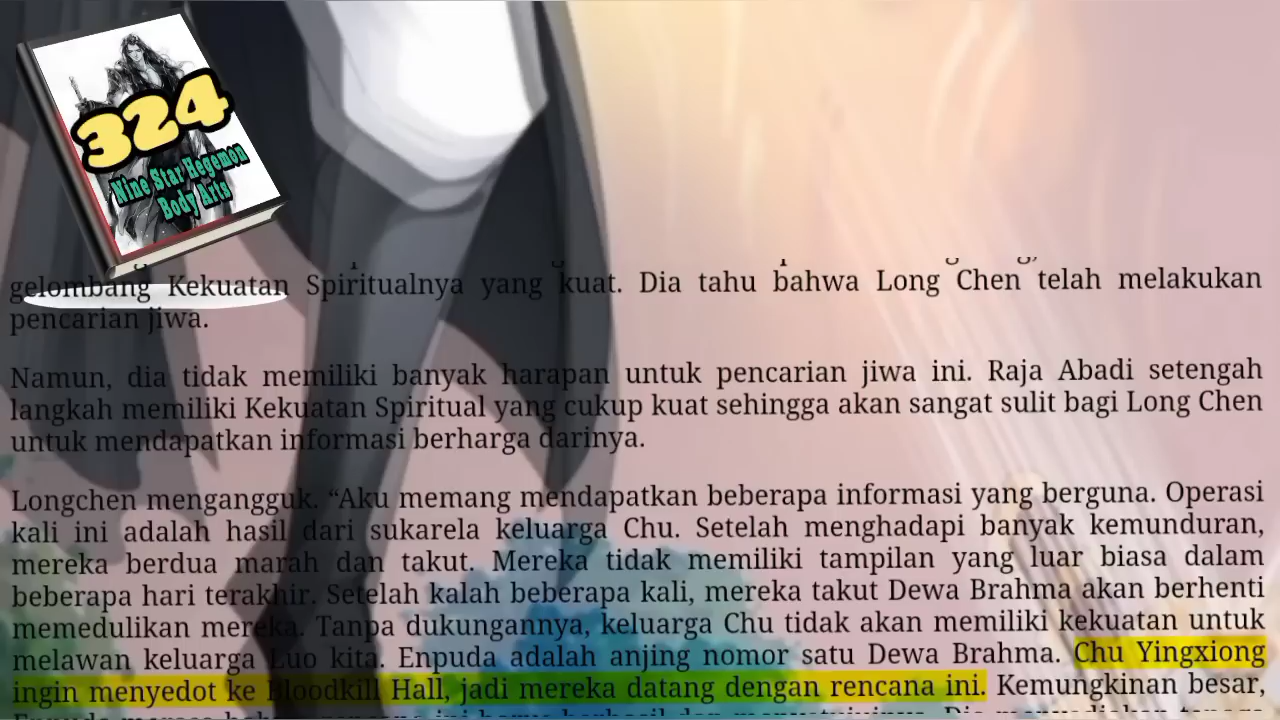 324
Nine Star Hegemon
Body Arts
gelombang Kekuatan Spiritualnya yang kuat. Dia tahu bahwa Long Chen telah melakukan
pencarian jiwa.
Namun, dia tidak memiliki banyak harapan untuk pencarian jiwa ini. Raja Abadi setengah
langkah memiliki Kekuatan Spiritual yang cukup kuat sehingga akan sangat sulit bagi Long Chen
untuk mendapatkan informasi berharga darinya.
Longchen mengangguk. “Aku memang mendapatkan beberapa informasi yang berguna. Operasi
kali ini adalah hasil dari sukarela keluarga Chu. Setelah menghadapi banyak kemunduran,
mereka berdua marah dan takut. Mereka tidak memiliki tampilan yang luar biasa dalam
beberapa hari terakhir. Setelah kalah beberapa kali, mereka takut Dewa Brahma akan berhenti
memedulikan mereka. Tanpa dukungannya, keluarga Chu tidak akan memiliki kekuatan untuk
melawan keluarga Luo kita. Enpuda adalah anjing nomor satu Dewa Brahma. Chu Yingxiong
ingin menyedot ke Bloodkill Hall, jadi mereka datang dengan rencana ini. Kemungkinan besar,